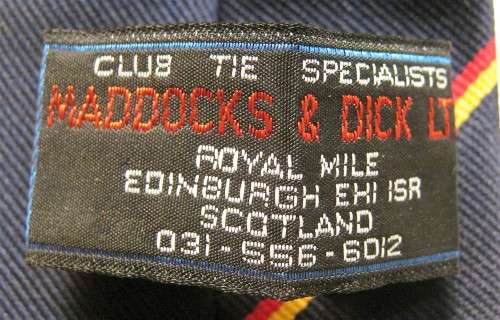 CLUB TIE SPECIALISTS
MADDOCKS & DICK LT
ROYAL MILE
EDINBURGH EH1 1SR
SCOTLAND
031-556-6012